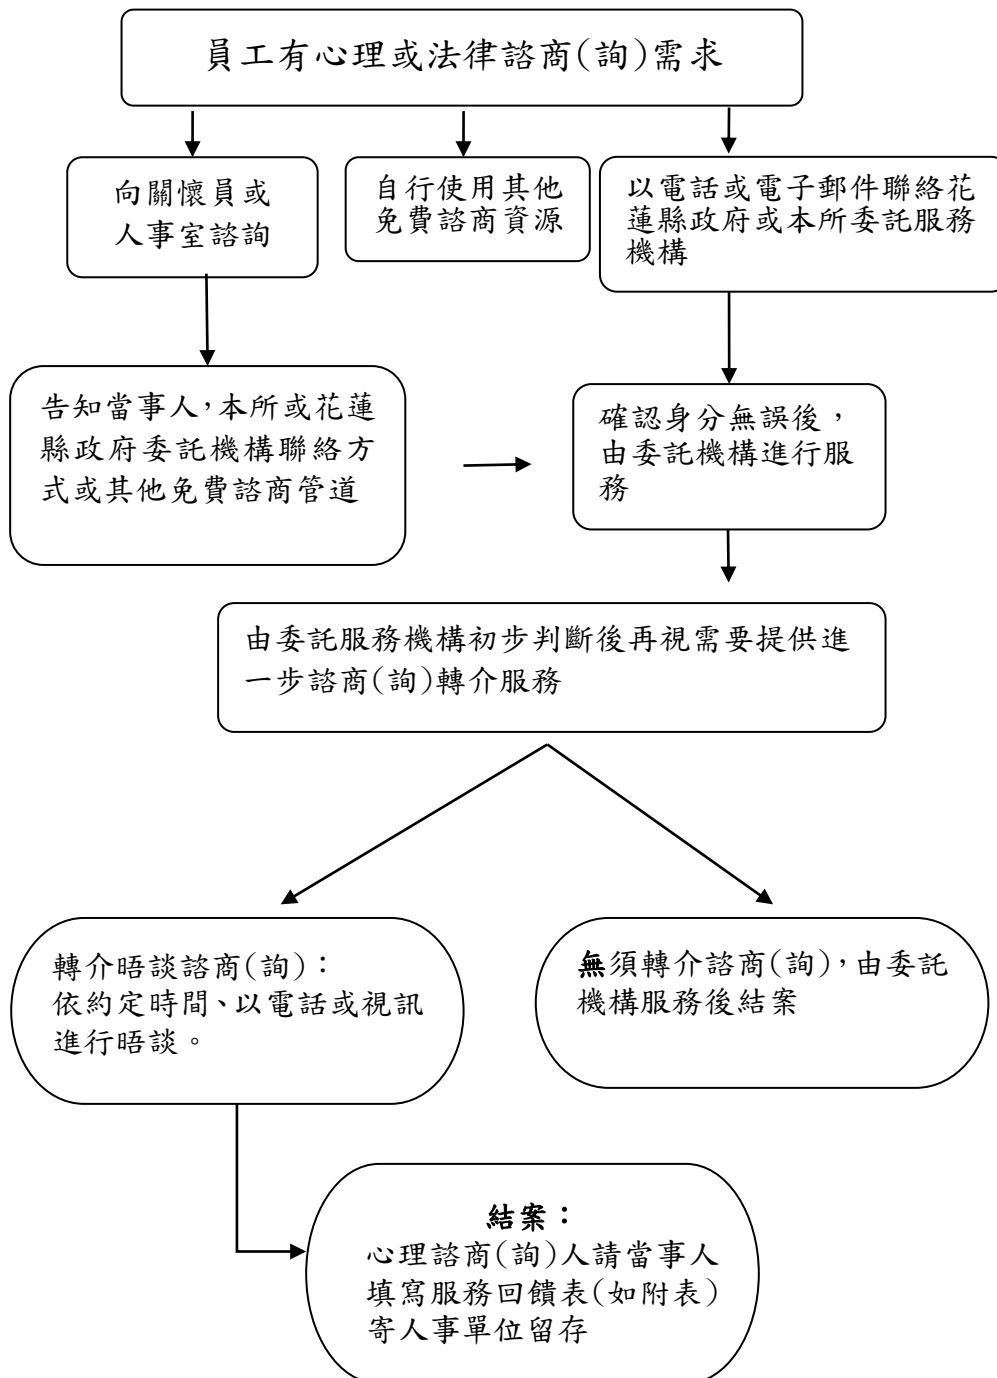 員工有心理或法律諮商(詢)需求
向關懷員或
人事室諮詢
自行使用其他
免費諮商資源
以電話或電子郵件聯絡花
蓮縣政府或本所委託服務
機構
告知當事人，本所或花蓮
縣政府委託機構聯絡方
式或其他免費諮商管道
確認身分無誤後，
由委託機構進行服
務
由委託服務機構初步判斷後再視需要提供進
一步諮商(詢)轉介服務
轉介晤談諮商(詢)：
依約定時間、以電話或視訊
進行晤談。
無須轉介諮商(詢)，由委託
機構服務後結案
結案：
心理諮商(詢)人請當事人
填寫服務回饋表(如附表)
寄人事單位留存